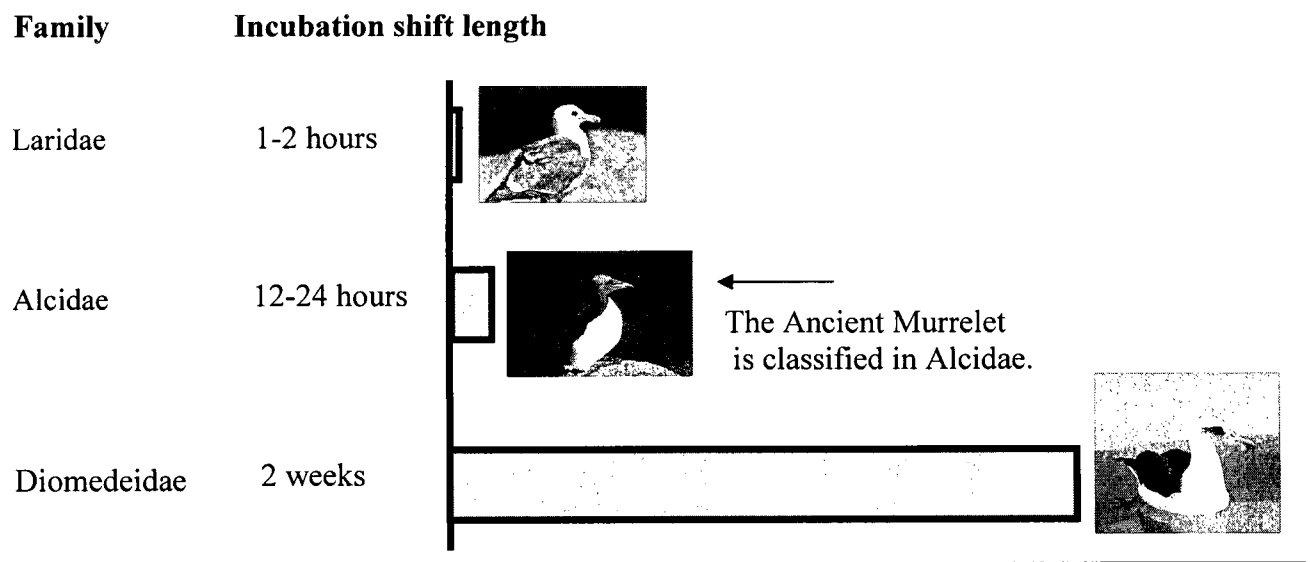 Family Incubation shift length
Laridae 1-2 hours
Alcidae 12-24 hours
The Ancient Murrelet
is classified in Alcidae.
Diomedeidae 2 weeks